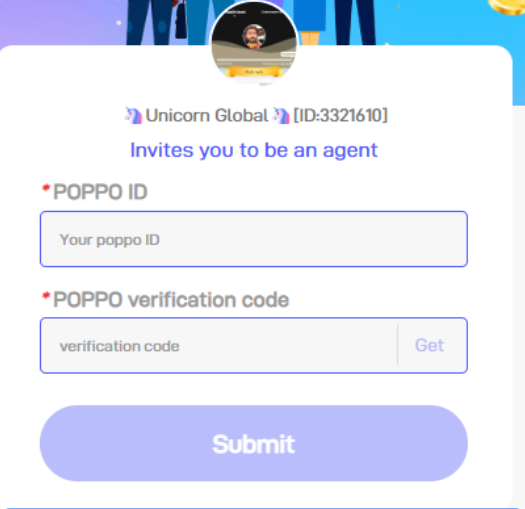 🦄 Unicorn Global 🦄 [ID:3321610]
Invites you to be an agent
* POPPO ID
Your poppo ID
* POPPO verification code
verification code Get
Submit